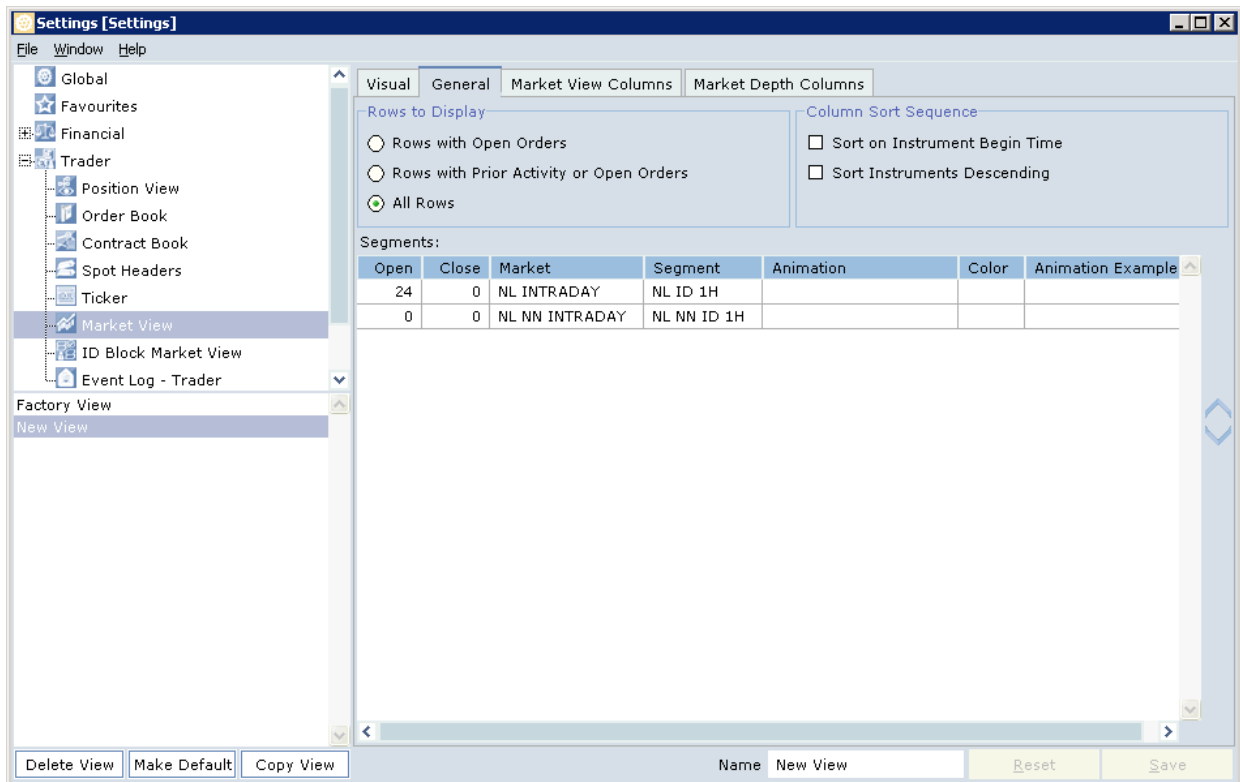 Settings [Settings]
File Window Help
Global
Favourites
Financial
Trader
Position View
Order Book
Contract Book
Spot Headers
Ticker
Market View
ID Block Market View
Event Log - Trader
Factory View
New View
Delete View Make Default Copy View
Visual General Market View Columns Market Depth Columns
Rows to Display
Rows with Open Orders
Rows with Prior Activity or Open Orders
All Rows
Column Sort Sequence
Sort on Instrument Begin Time
Sort Instruments Descending
Segments:
Open Close Market Segment Animation Color Animation Example
24 0 NL INTRADAY NL ID 1H
0 0 NL NN INTRADAY NL NN ID 1H
Name New View Reset Save